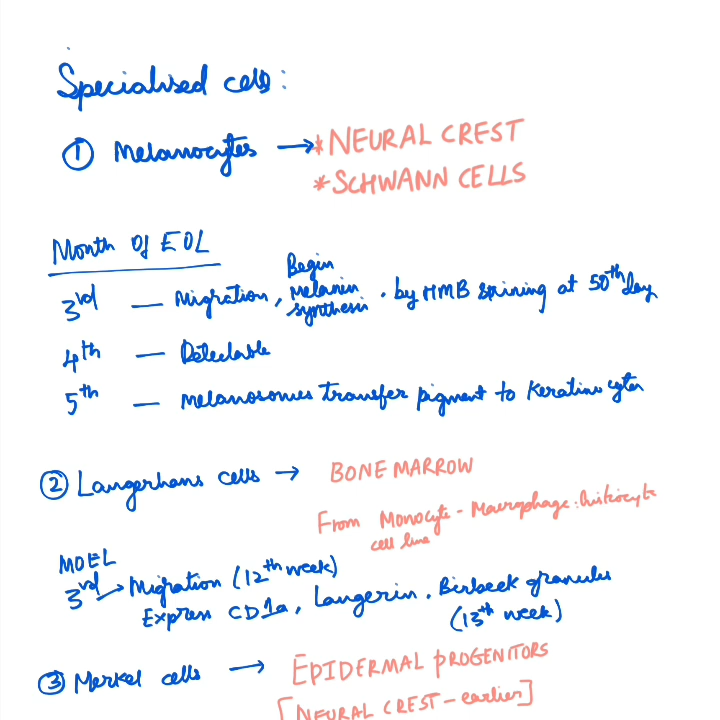 Specialised cells:
① Melanocytes → * NEURAL CREST
* SCHWANN CELLS
Month Of EOL
3rd — Migration, Begin Melanin synthesis. by HMB staining at 50th day
4th — Detectable
5th — melanosomes transfer pigment to Keratinocytes
② Langerhans cells → BONE MARROW
From Monocyte - Macrophage - histiocyte
cell line
MOEL
3rd → Migration (12th week)
Express CD1a, Langerin. Birbeck granules
(13th week)
③ Merkel cells → EPIDERMAL PROGENITORS
[NEURAL CREST - earlier]